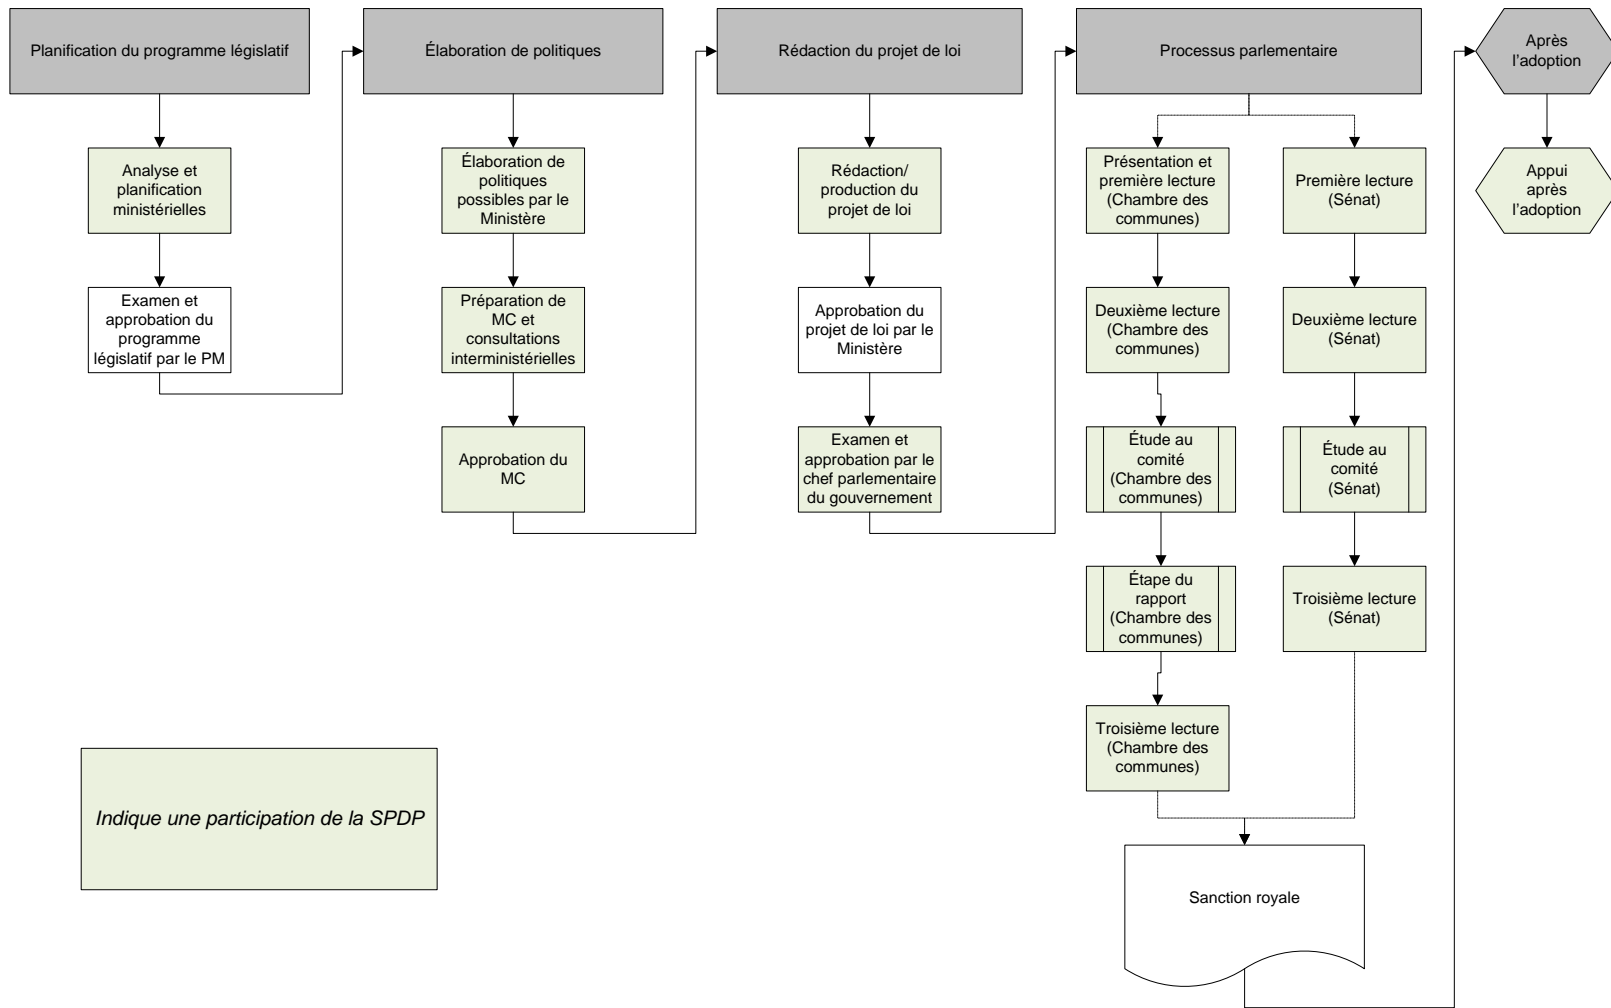 Planification du programme législatif
Élaboration de politiques
Rédaction du projet de loi
Processus parlementaire
Après
l’adoption
Analyse et
planification
ministérielles
Examen et
approbation du
programme
législatif par le PM
Élaboration de
politiques
possibles par le
Ministère
Préparation de
MC et
consultations
interministérielles
Approbation du
MC
Rédaction/
production du
projet de loi
Approbation du
projet de loi par le
Ministère
Examen et
approbation par le
chef parlementaire
du gouvernement
Présentation et
première lecture
(Chambre des
communes)
Deuxième lecture
(Chambre des
communes)
Étude au
comité
(Chambre des
communes)
Étape du
rapport
(Chambre des
communes)
Troisième lecture
(Chambre des
communes)
Première lecture
(Sénat)
Deuxième lecture
(Sénat)
Étude au
comité
(Sénat)
Troisième lecture
(Sénat)
Sanction royale
Appui
après
l’adoption
Indique une participation de la SPDP